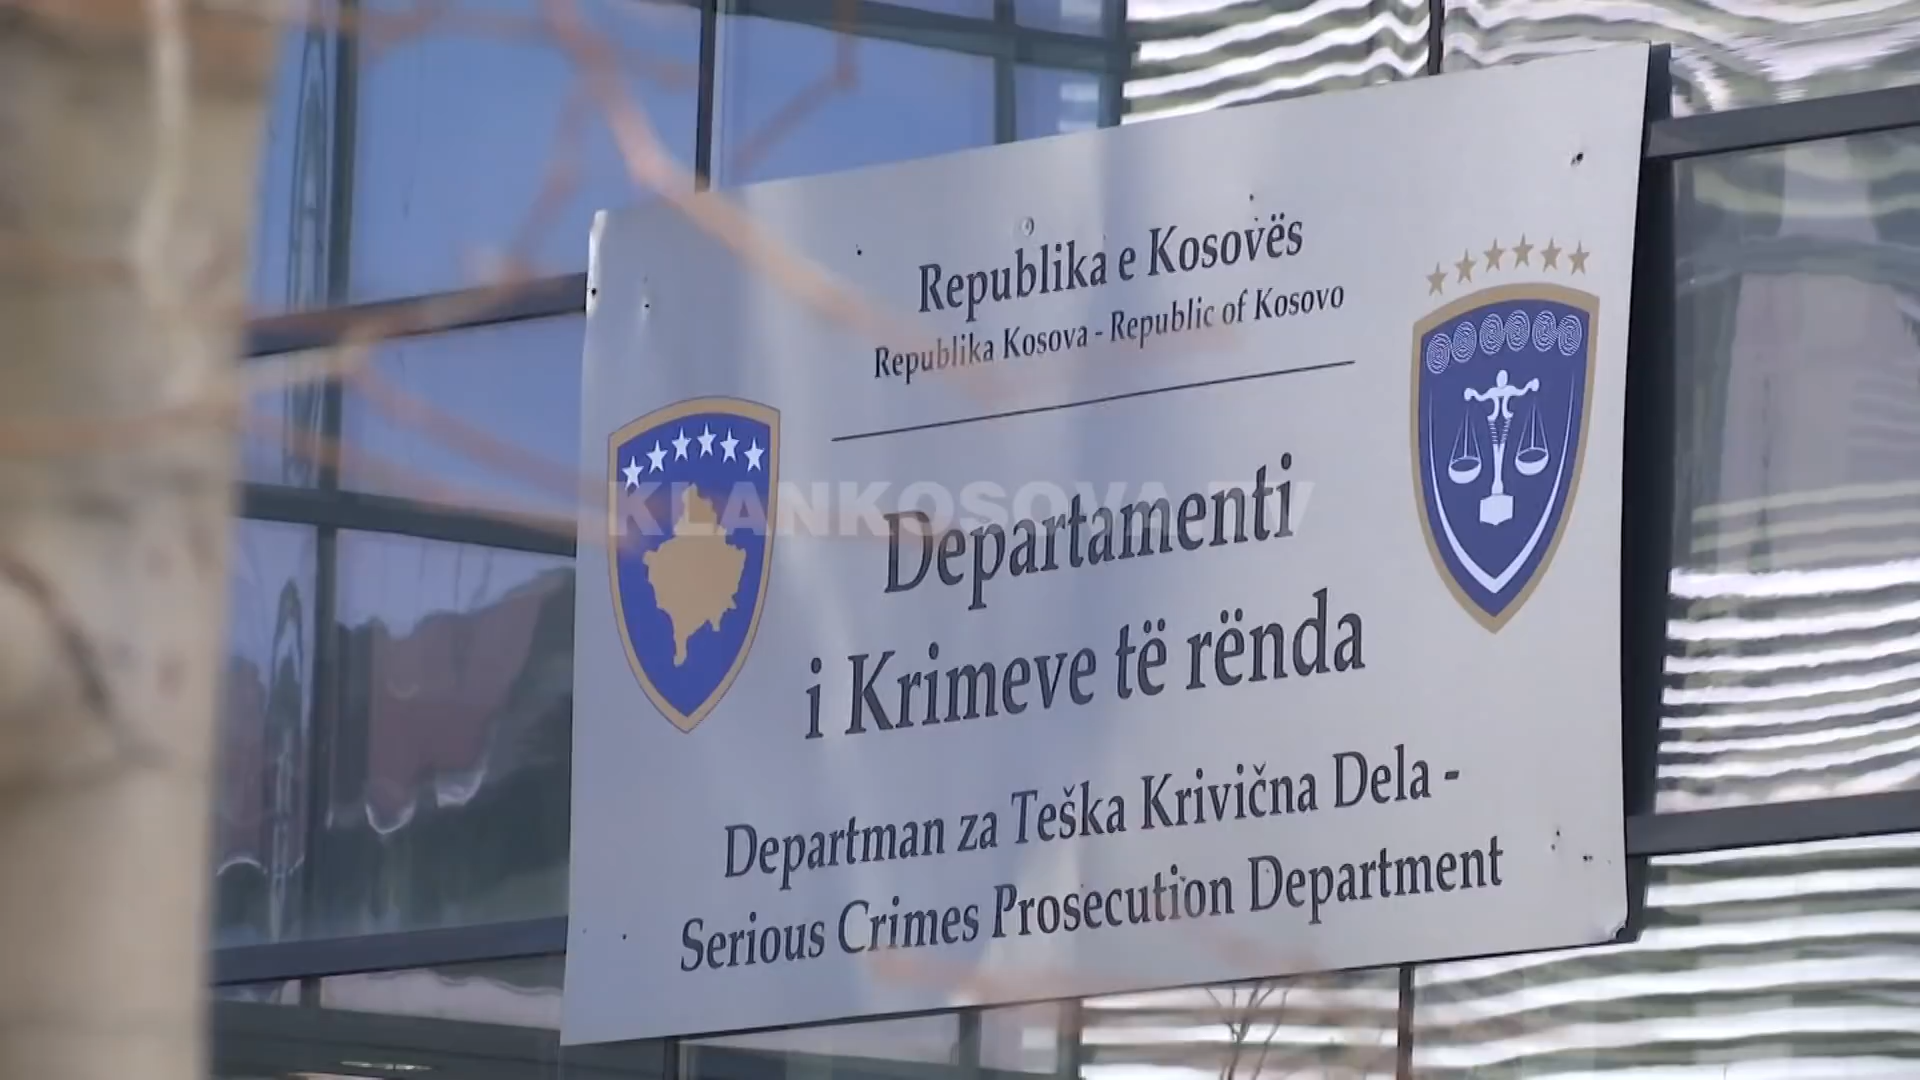 Republika e Kosovës
Republika Kosova - Republic of Kosovo
KLANKOSOVA.TV
Departamenti
i Krimeve të rënda
Departman za Teška Krivična Dela -
Serious Crimes Prosecution Department